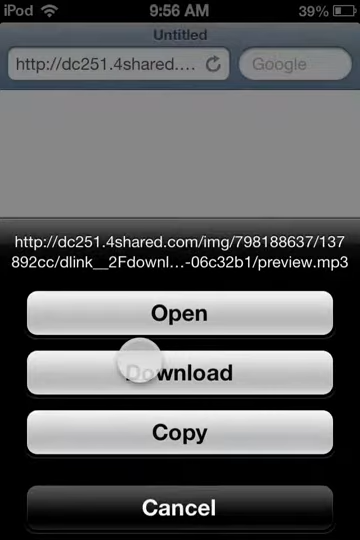 iPod 9:56 AM 39%
Untitled
http://dc251.4shared.... Google
http://dc251.4shared.com/img/798188637/137
892cc/dlink__2Fdownl...-06c32b1/preview.mp3
Open
Download
Copy
Cancel